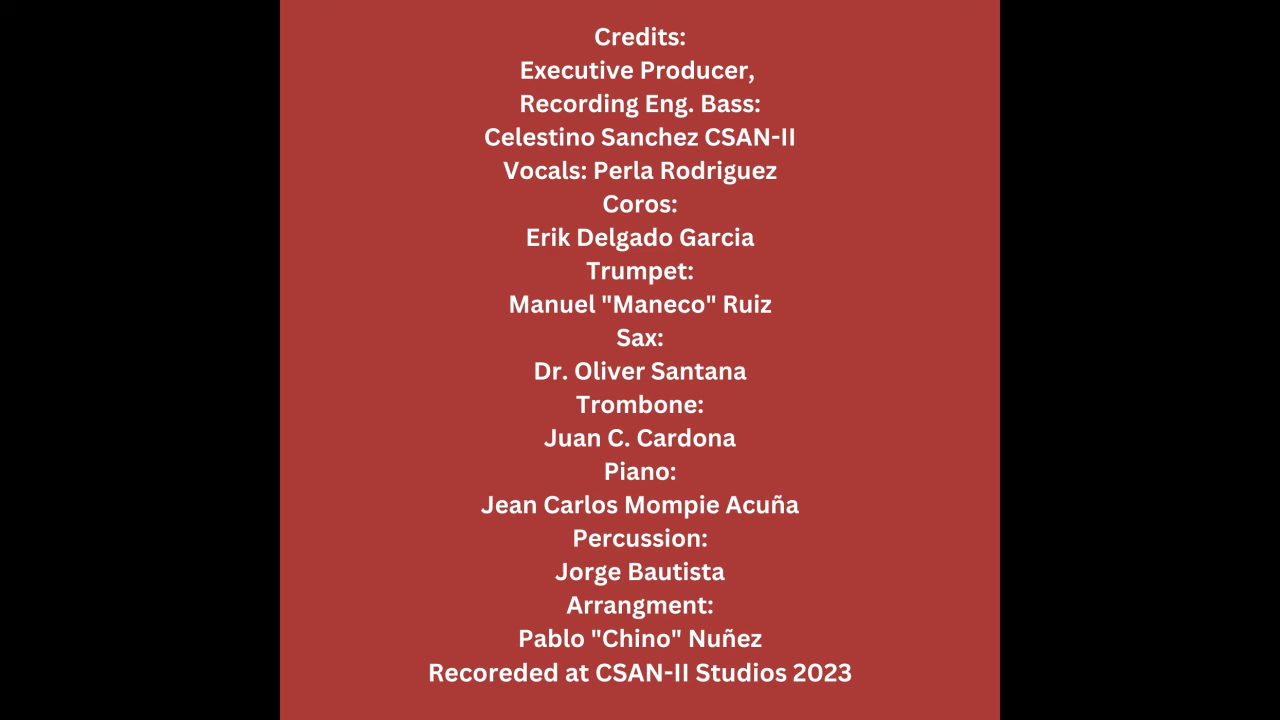 Credits:
Executive Producer,
Recording Eng. Bass:
Celestino Sanchez CSAN-II
Vocals: Perla Rodriguez
Coros:
Erik Delgado Garcia
Trumpet:
Manuel "Maneco" Ruiz
Sax:
Dr. Oliver Santana
Trombone:
Juan C. Cardona
Piano:
Jean Carlos Mompie Acuña
Percussion:
Jorge Bautista
Arrangment:
Pablo "Chino" Nuñez
Recoreded at CSAN-II Studios 2023